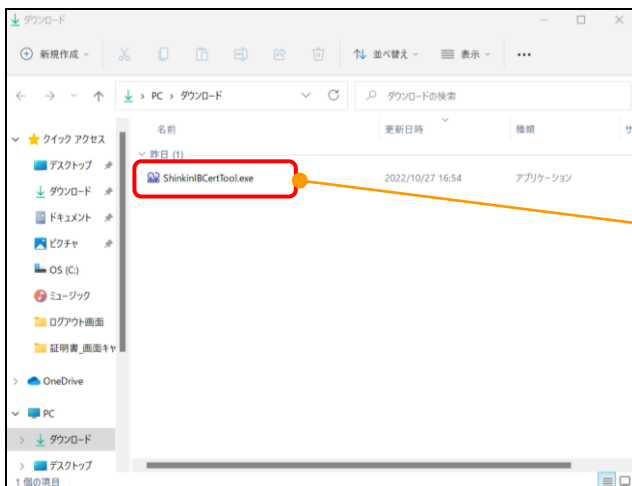 ダウンロード
新規作成
並べ替え
表示
PC > ダウンロード
ダウンロードの検索
名前 更新日時 種類
昨日 (1)
ShinkinIBCertTool.exe 2022/10/27 16:54 アプリケーション
クイック アクセス
デスクトップ
ダウンロード
ドキュメント
ピクチャ
OS (C:)
ミュージック
ログアウト画面
証明書_画面キャ
OneDrive
PC
ダウンロード
デスクトップ
1 個の項目